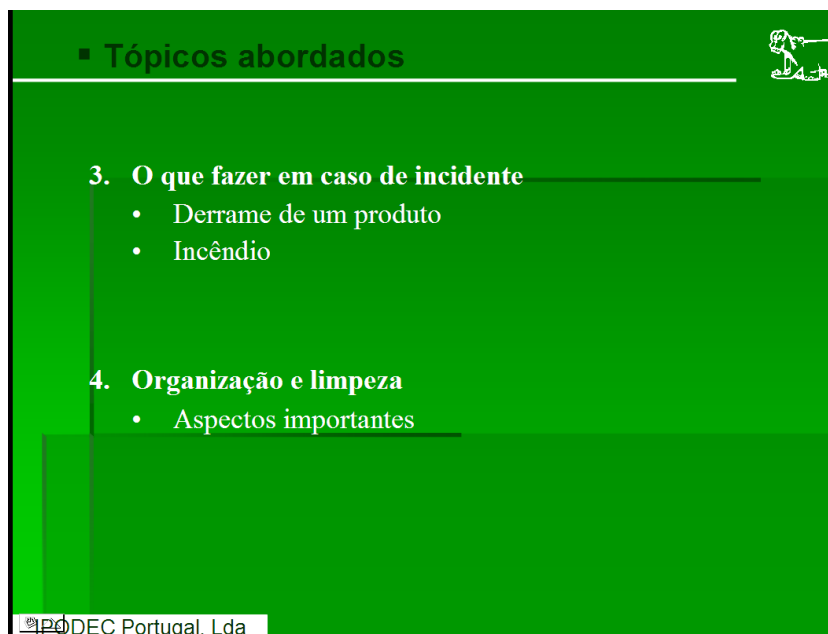 ▪ Tópicos abordados
3. O que fazer em caso de incidente
• Derrame de um produto
• Incêndio
4. Organização e limpeza
• Aspectos importantes
IPODEC Portugal, Lda